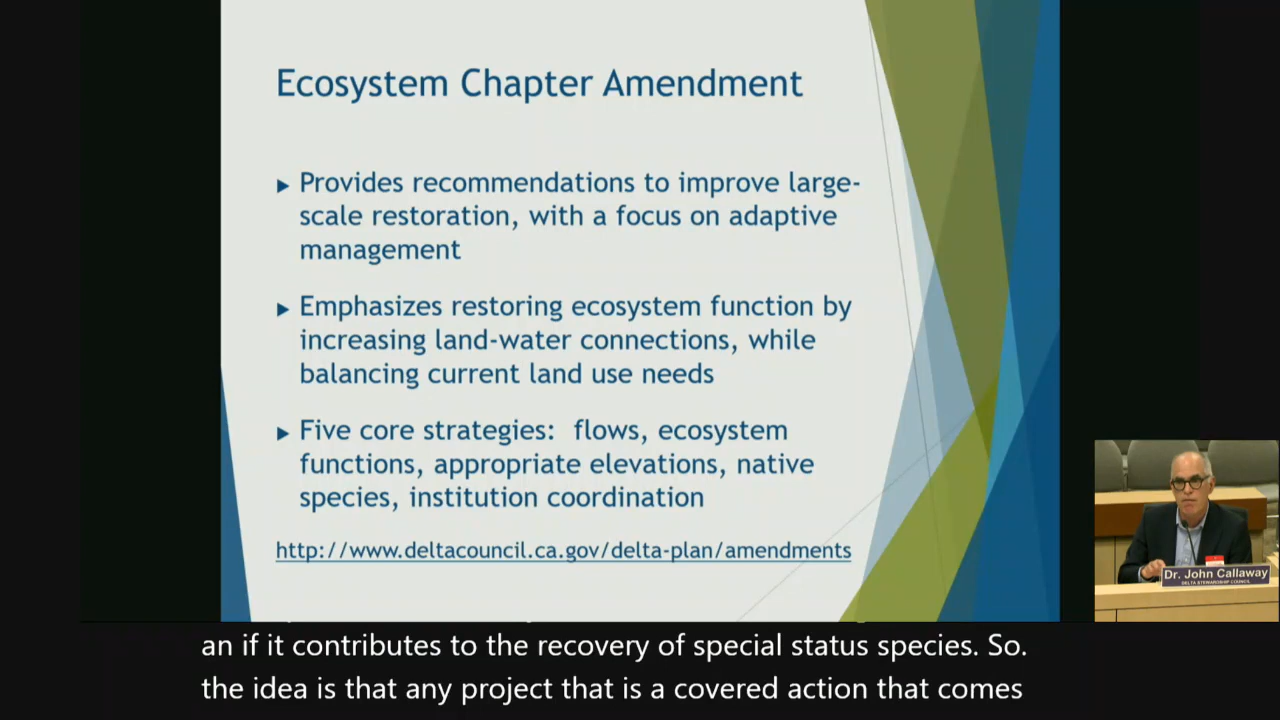 Ecosystem Chapter Amendment
Provides recommendations to improve large-
scale restoration, with a focus on adaptive
management
Emphasizes restoring ecosystem function by
increasing land-water connections, while
balancing current land use needs
Five core strategies: flows, ecosystem
functions, appropriate elevations, native
species, institution coordination
http://www.deltacouncil.ca.gov/delta-plan/amendments
Dr. John Callaway
DELTA STEWARDSHIP COUNCIL
an if it contributes to the recovery of special status species. So.
the idea is that any project that is a covered action that comes